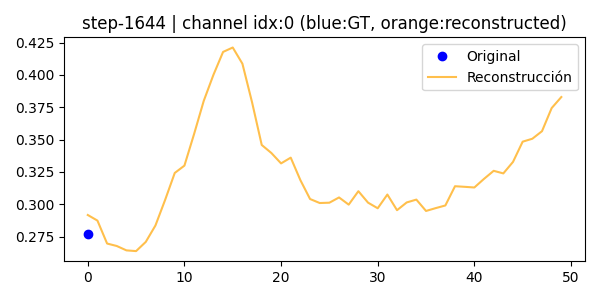 step-1644 | channel idx:0 (blue:GT, orange:reconstructed)
0.425
0.400
0.375
0.350
0.325
0.300
0.275
Original
Reconstrucción
0 10 20 30 40 50